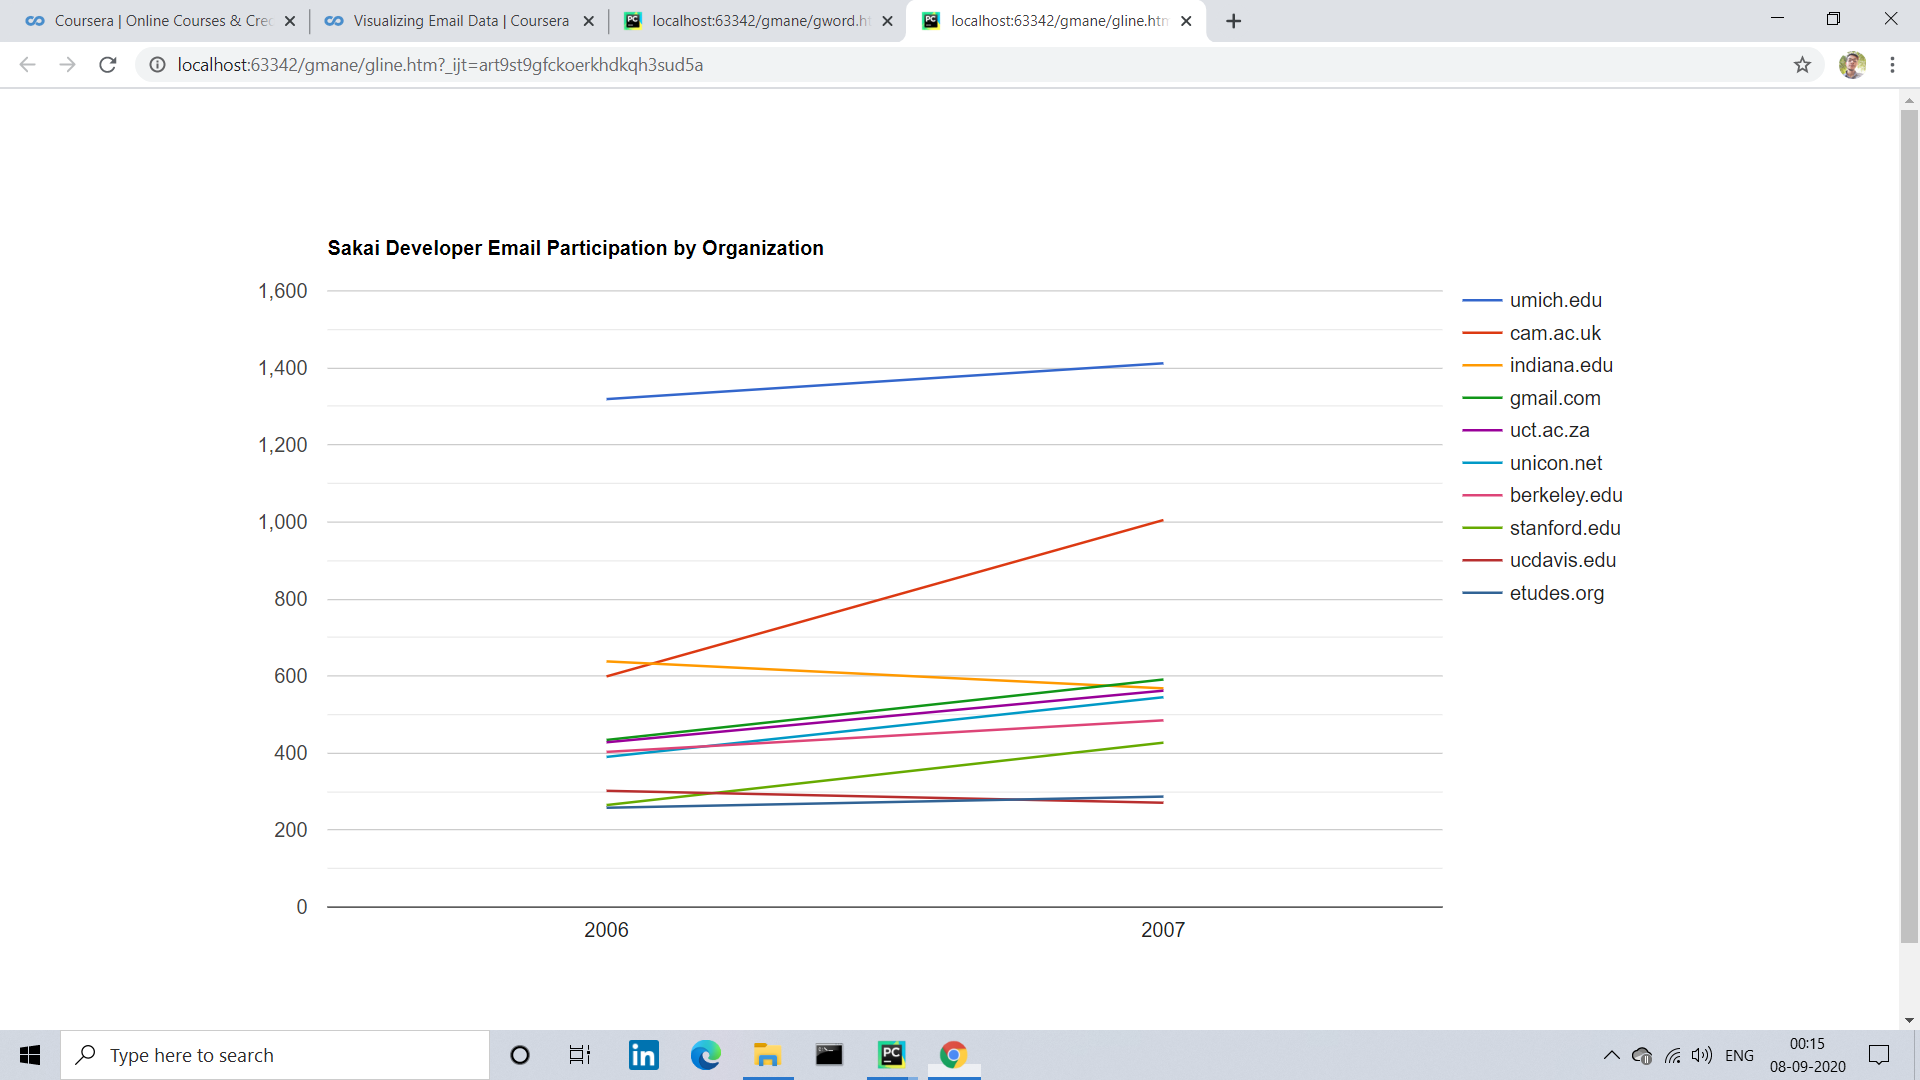 Coursera | Online Courses & Cre
Visualizing Email Data | Coursera
localhost:63342/gmane/gword.h
localhost:63342/gmane/gline.htm
localhost:63342/gmane/gline.htm?_ijt=art9st9gfckoerkhdkqh3sud5a
Sakai Developer Email Participation by Organization
1,600
1,400
1,200
1,000
800
600
400
200
0
2006
2007
umich.edu
cam.ac.uk
indiana.edu
gmail.com
uct.ac.za
unicon.net
berkeley.edu
stanford.edu
ucdavis.edu
etudes.org
Type here to search
ENG
00:15
08-09-2020